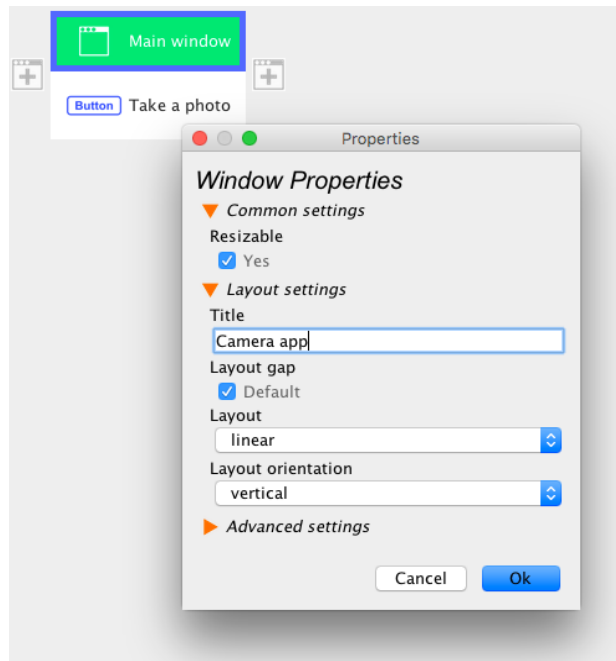 Main window
Button Take a photo
Properties
Window Properties
Common settings
Resizable
Yes
Layout settings
Title
Camera app
Layout gap
Default
Layout
linear
Layout orientation
vertical
Advanced settings
Cancel Ok